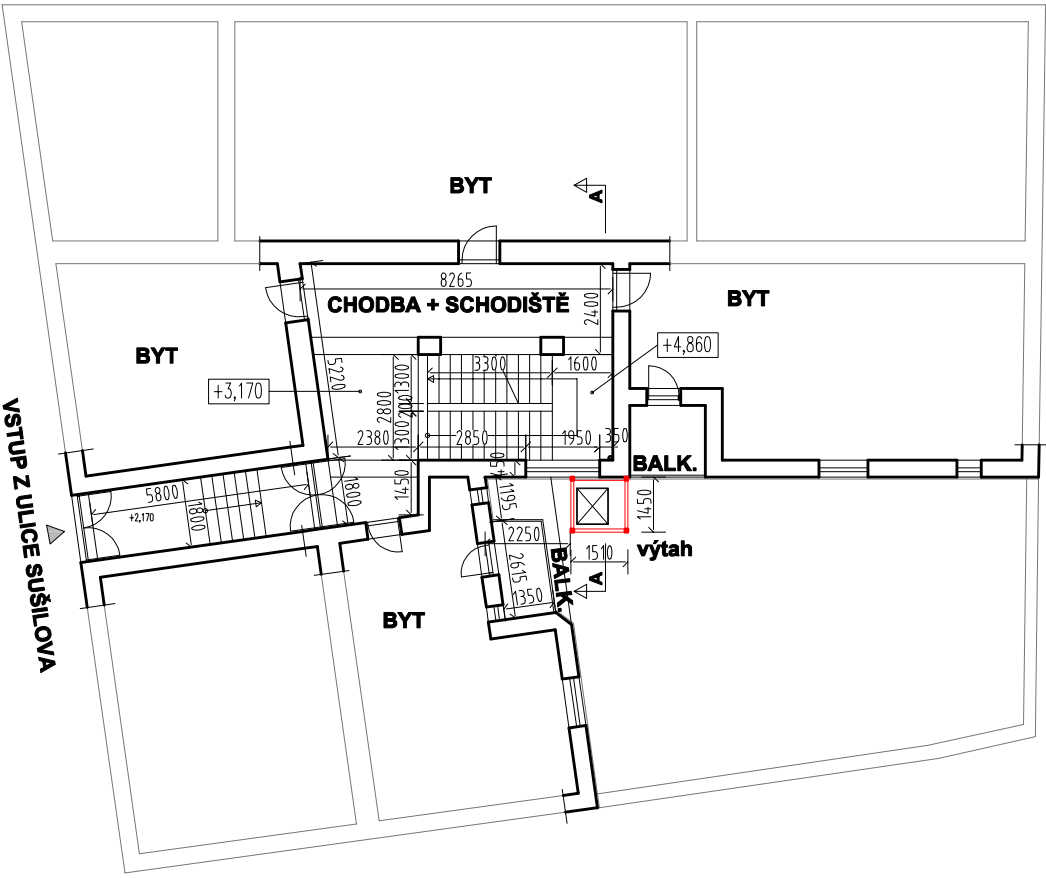 BYT
A
8265
CHODBA + SCHODIŠTĚ
2400
BYT
BYT
+4,860
5220
3300
1600
1300
+3,170
2800
200
1300
2380
2850
1950
350
VSTUP Z ULICE SUŠILOVA
BALK.
1450
1800
5800
+2,170
1800
1195
1450
2250
výtah
1510
BALK.
2615
A
1350
BYT